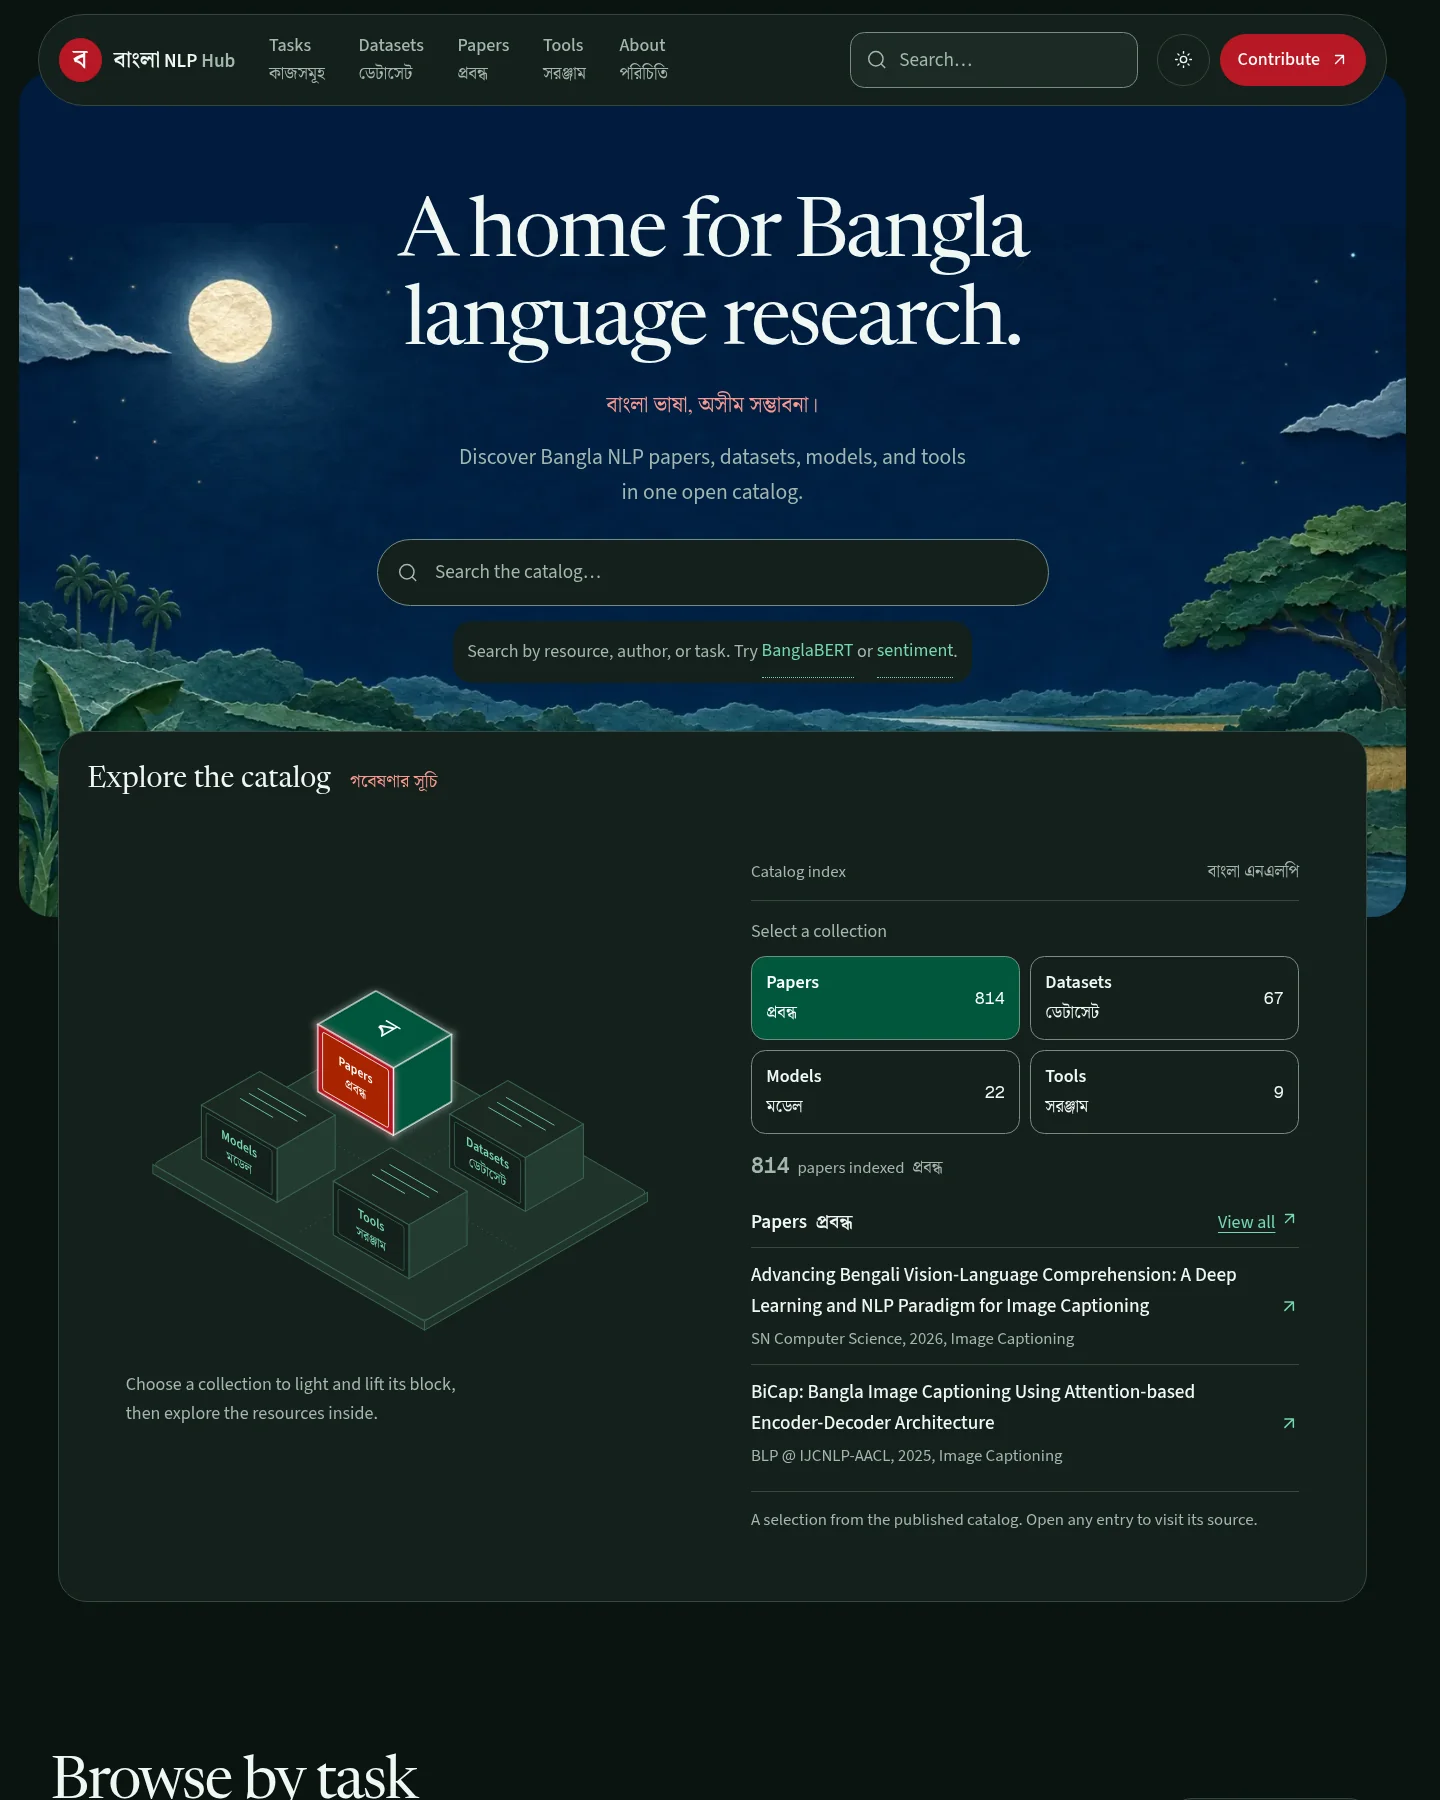 ব বাংলা NLP Hub
Tasks
কাজসমূহ
Datasets
ডেটাসেট
Papers
প্রবন্ধ
Tools
সরঞ্জাম
About
পরিচিতি
Search…
Contribute
A home for Bangla
language research.
বাংলা ভাষা, অসীম সম্ভাবনা।
Discover Bangla NLP papers, datasets, models, and tools
in one open catalog.
Search the catalog…
Search by resource, author, or task. Try BanglaBERT or sentiment.
Explore the catalog গবেষণার সূচি
Papers
প্রবন্ধ
Models
মডেল
Datasets
ডেটাসেট
Tools
সরঞ্জাম
Choose a collection to light and lift its block,
then explore the resources inside.
Catalog index বাংলা এনএলপি
Select a collection
Papers
প্রবন্ধ
814
Datasets
ডেটাসেট
67
Models
মডেল
22
Tools
সরঞ্জাম
9
814 papers indexed প্রবন্ধ
Papers প্রবন্ধ View all
Advancing Bengali Vision-Language Comprehension: A Deep
Learning and NLP Paradigm for Image Captioning
SN Computer Science, 2026, Image Captioning
BiCap: Bangla Image Captioning Using Attention-based
Encoder-Decoder Architecture
BLP @ IJCNLP-AACL, 2025, Image Captioning
A selection from the published catalog. Open any entry to visit its source.
Browse by task